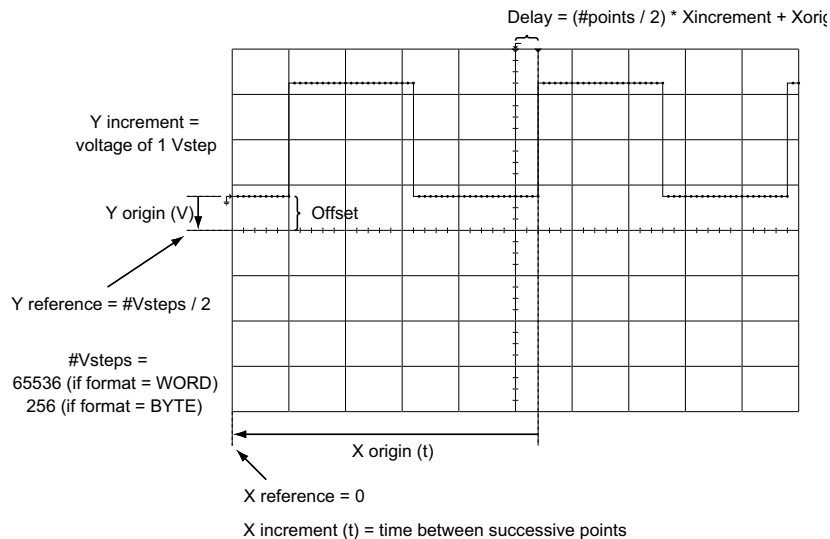 Delay = (#points / 2) * Xincrement + Xorig
Y increment =
voltage of 1 Vstep
Y origin (V)
Offset
Y reference = #Vsteps / 2
#Vsteps =
65536 (if format = WORD)
256 (if format = BYTE)
X origin (t)
X reference = 0
X increment (t) = time between successive points